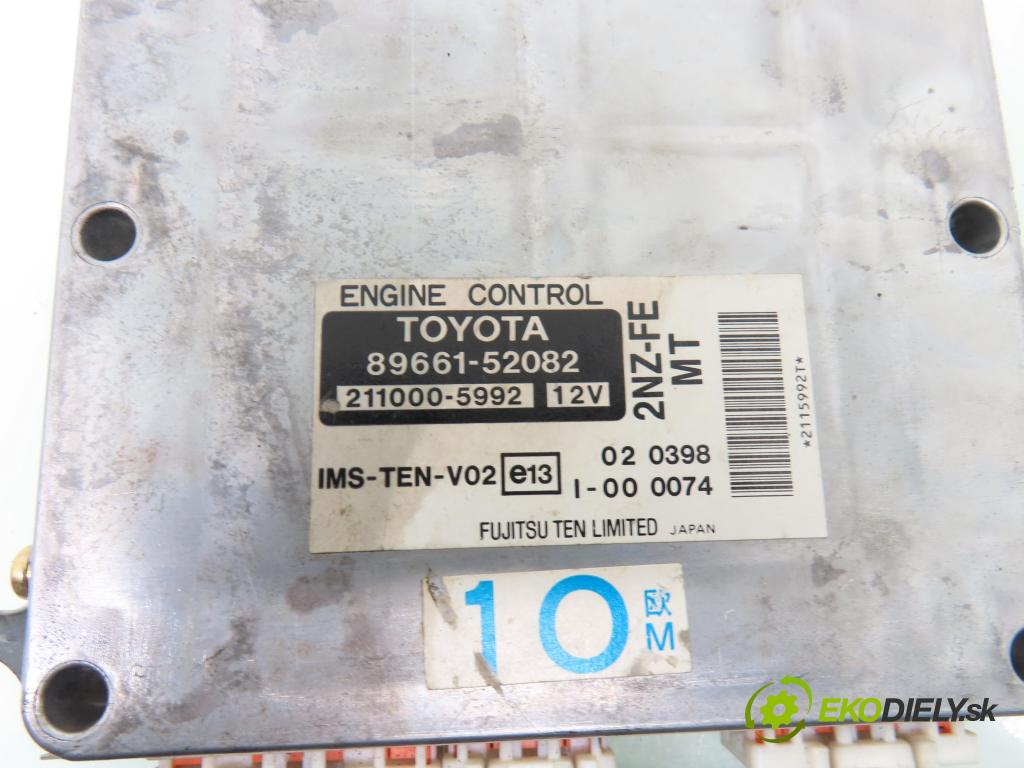 ENGINE CONTROL
TOYOTA
89661-52082
211000-5992 12V
2NZ-FE
MT
*2115992T*
IMS-TEN-V02 e13 02 0398
I-00 0074
FUJITSU TEN LIMITED JAPAN
10 欧
M
EKODIELY.sk